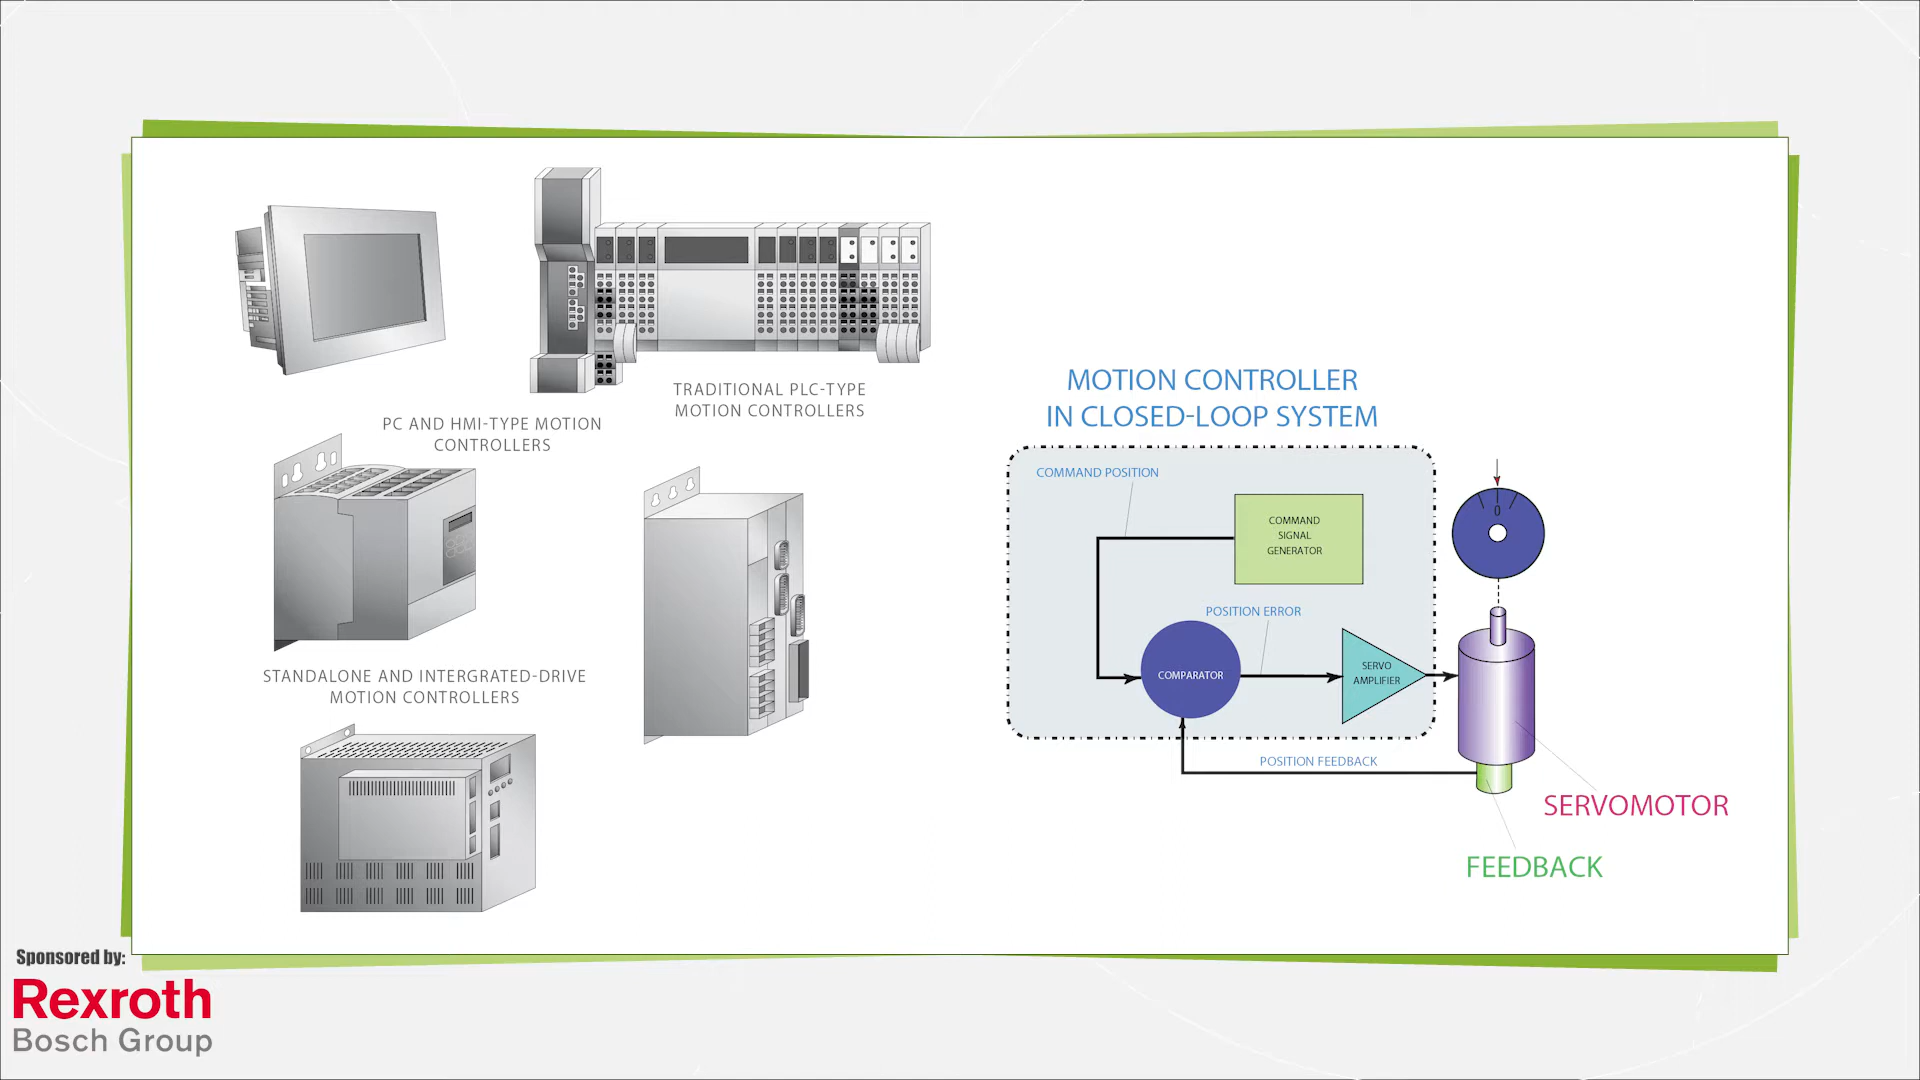 TRADITIONAL PLC-TYPE
MOTION CONTROLLERS
PC AND HMI-TYPE MOTION
CONTROLLERS
STANDALONE AND INTERGRATED-DRIVE
MOTION CONTROLLERS
MOTION CONTROLLER
IN CLOSED-LOOP SYSTEM
COMMAND POSITION
COMMAND
SIGNAL
GENERATOR
0
POSITION ERROR
COMPARATOR
SERVO
AMPLIFIER
POSITION FEEDBACK
SERVOMOTOR
FEEDBACK
Sponsored by:
Rexroth
Bosch Group